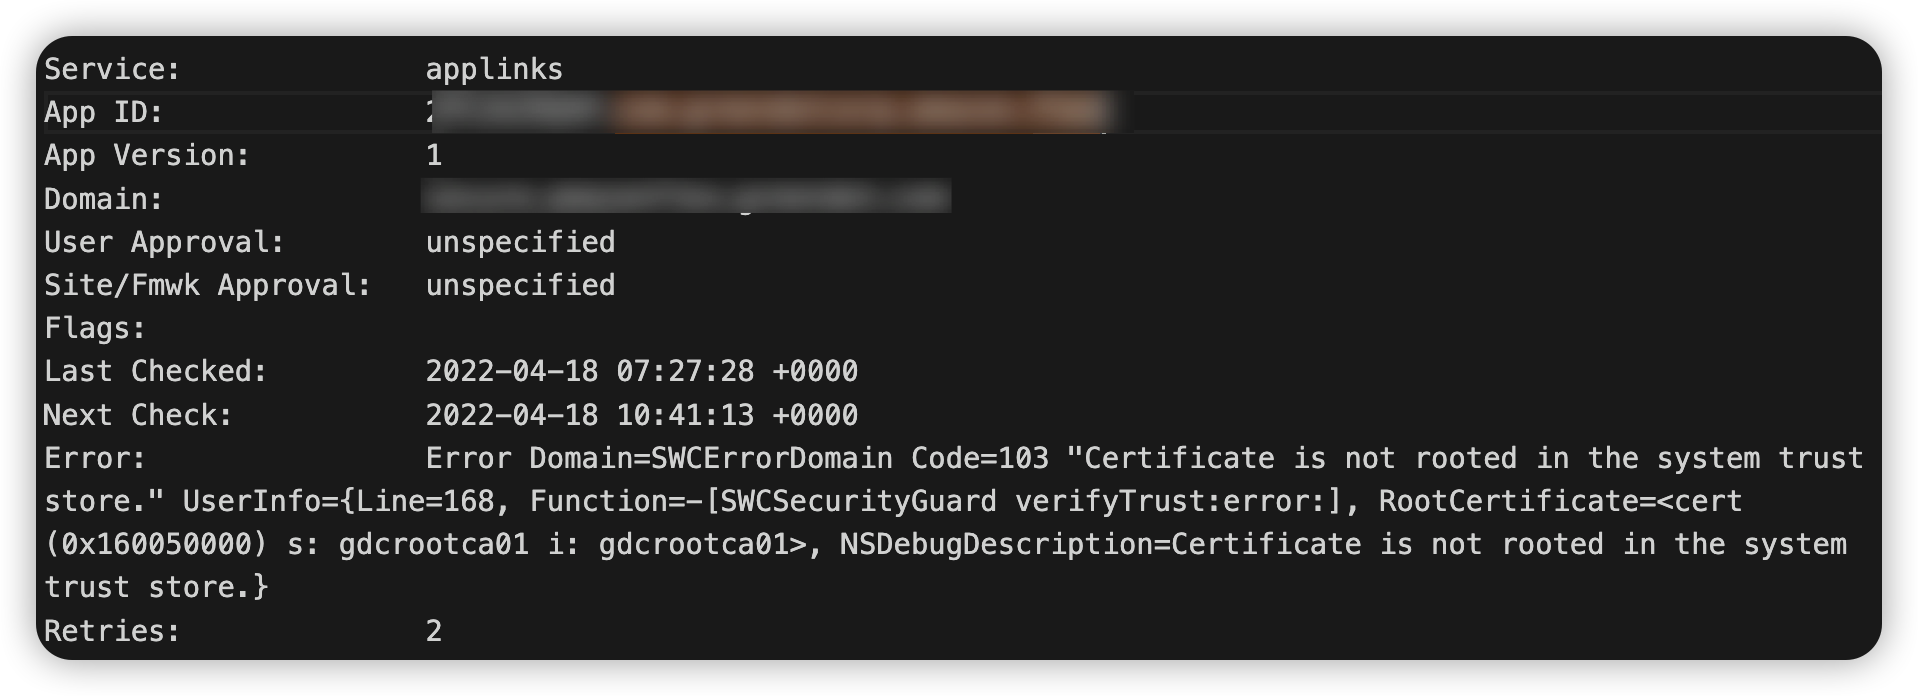 Service: applinks
App ID: 2
App Version: 1
Domain:
User Approval: unspecified
Site/Fmwk Approval: unspecified
Flags:
Last Checked: 2022-04-18 07:27:28 +0000
Next Check: 2022-04-18 10:41:13 +0000
Error: Error Domain=SWCErrorDomain Code=103 "Certificate is not rooted in the system trust
store." UserInfo={Line=168, Function=-[SWCSecurityGuard verifyTrust:error:], RootCertificate=<cert
(0x160050000) s: gdcrootca01 i: gdcrootca01>, NSDebugDescription=Certificate is not rooted in the system
trust store.}
Retries: 2